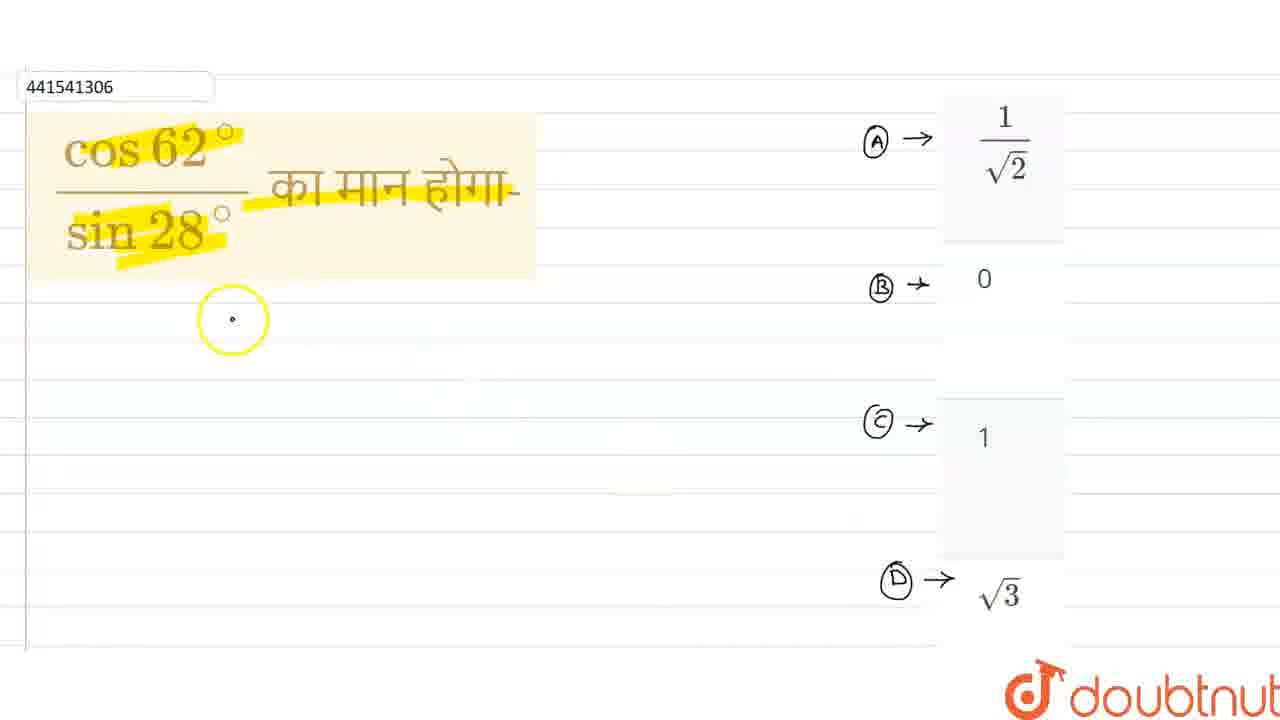 441541306
cos 62°
sin 28°
का मान होगा-
A → 1/√2
B → 0
C → 1
D → √3
doubtnut